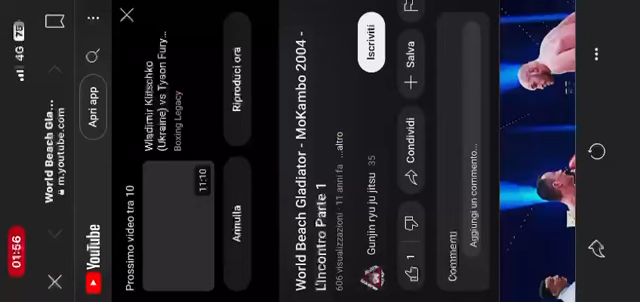 01:56
4G 75
World Beach Gla...
m.youtube.com
YouTube
Apri app
Prossimo video tra 10
11:10
Wladimir Klitschko
(Ukraine) vs Tyson Fury...
Boxing Legacy
Annulla
Riproduci ora
World Beach Gladiator - MoKambo 2004 -
L'incontro Parte 1
606 visualizzazioni · 11 anni fa ...altro
Gunjin ryu ju jitsu 35
Iscriviti
1
Condividi
Salva
Commenti
Aggiungi un commento...